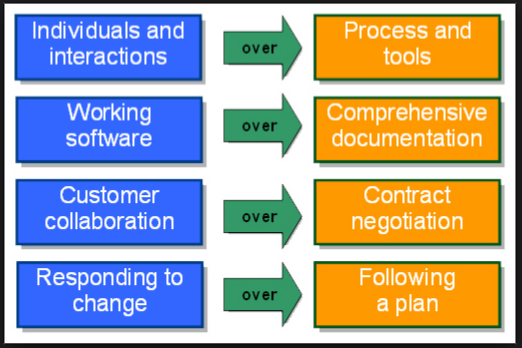 Individuals and
interactions
over
Process and
tools
Working
software
over
Comprehensive
documentation
Customer
collaboration
over
Contract
negotiation
Responding to
change
over
Following
a plan